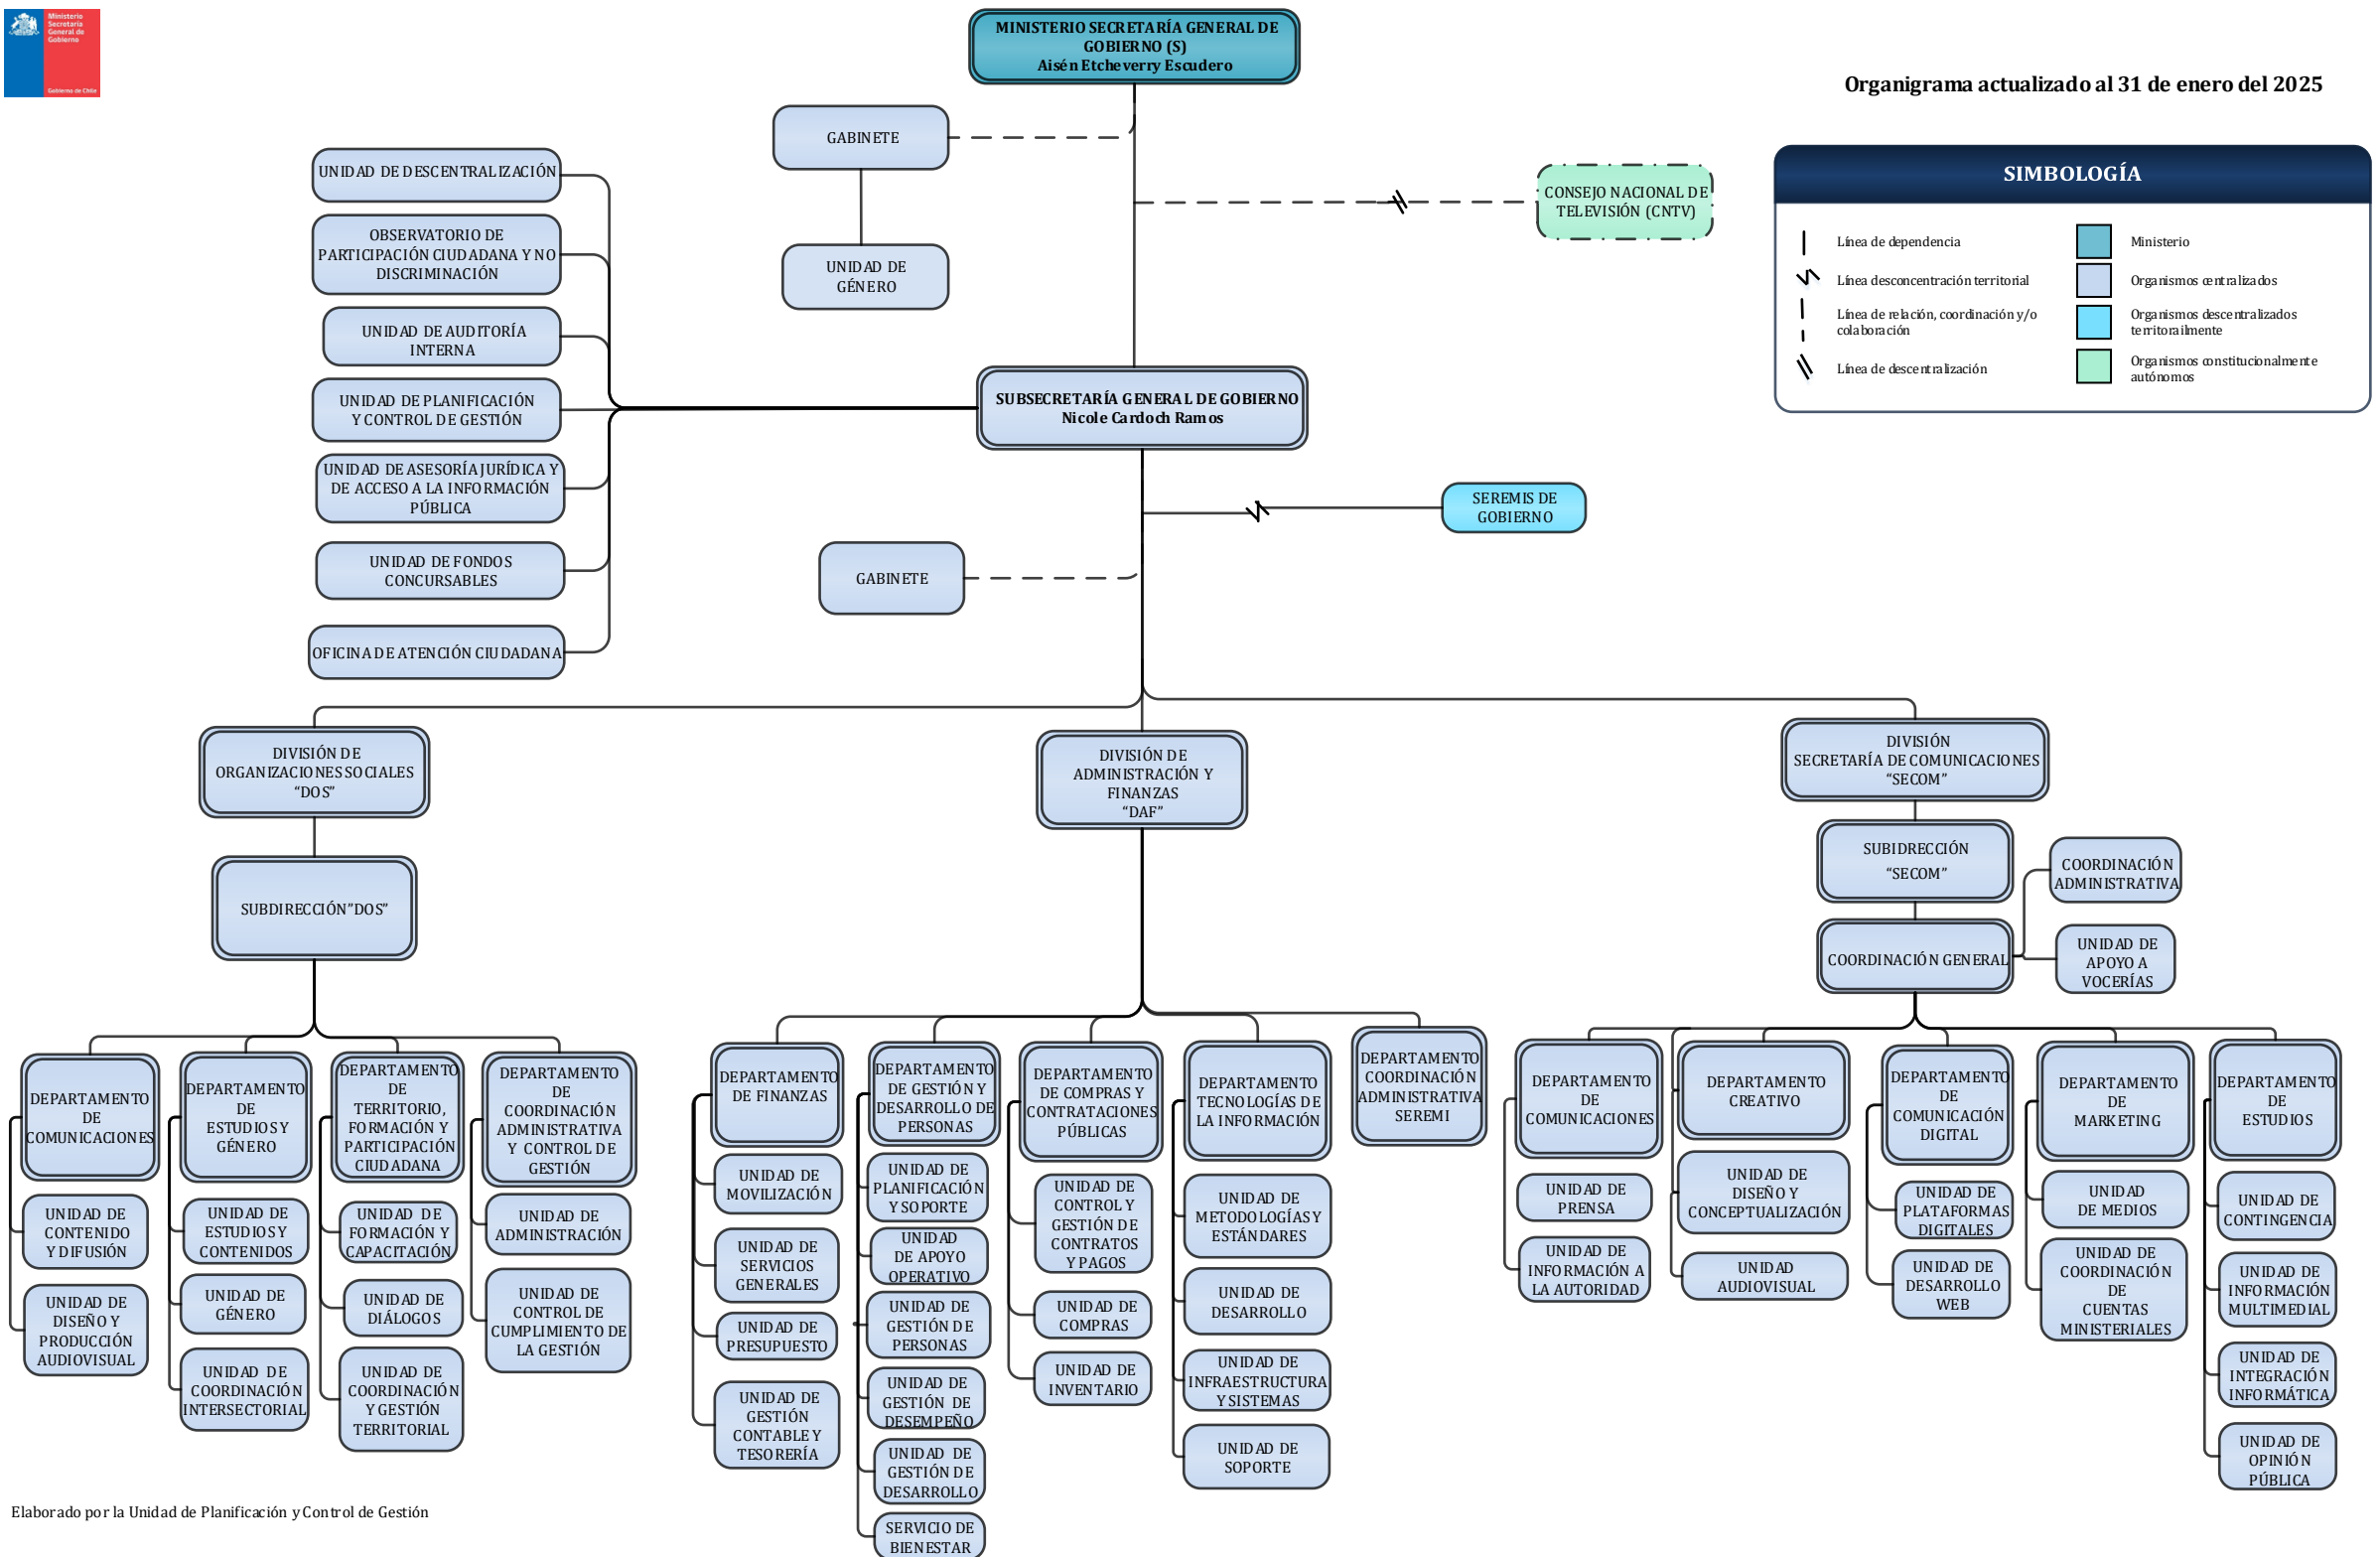 Ministerio
Secretaría
General de
Gobierno
Gobierno de Chile
MINISTERIO SECRETARÍA GENERAL DE
GOBIERNO (S)
Aisén Etcheverry Escudero
Organigrama actualizado al 31 de enero del 2025
SIMBOLOGÍA
Línea de dependencia
Línea desconcentración territorial
Línea de relación, coordinación y/o
colaboración
Línea de descentralización
Ministerio
Organismos centralizados
Organismos descentralizados
territorailmente
Organismos constitucionalmente
autónomos
GABINETE
UNIDAD DE
GÉNERO
CONSEJO NACIONAL DE
TELEVISIÓN (CNTV)
UNIDAD DE DESCENTRALIZACIÓN
OBSERVATORIO DE
PARTICIPACIÓN CIUDADANA Y NO
DISCRIMINACIÓN
UNIDAD DE AUDITORÍA
INTERNA
UNIDAD DE PLANIFICACIÓN
Y CONTROL DE GESTIÓN
UNIDAD DE ASESORÍA JURÍDICA Y
DE ACCESO A LA INFORMACIÓN
PÚBLICA
UNIDAD DE FONDOS
CONCURSABLES
OFICINA DE ATENCIÓN CIUDADANA
SUBSECRETARÍA GENERAL DE GOBIERNO
Nicole Cardoch Ramos
SEREMIS DE
GOBIERNO
GABINETE
DIVISIÓN DE
ORGANIZACIONES SOCIALES
“DOS”
SUBDIRECCIÓN”DOS”
DEPARTAMENTO
DE
COMUNICACIONES
UNIDAD DE
CONTENIDO
Y DIFUSIÓN
UNIDAD DE
DISEÑO Y
PRODUCCIÓN
AUDIOVISUAL
DEPARTAMENTO
DE
ESTUDIOS Y
GÉNERO
UNIDAD DE
ESTUDIOS Y
CONTENIDOS
UNIDAD DE
GÉNERO
UNIDAD DE
COORDINACIÓN
INTERSECTORIAL
DEPARTAMENTO
DE
TERRITORIO,
FORMACIÓN Y
PARTICIPACIÓN
CIUDADANA
UNIDAD DE
FORMACIÓN Y
CAPACITACIÓN
UNIDAD DE
DIÁLOGOS
UNIDAD DE
COORDINACIÓN
Y GESTIÓN
TERRITORIAL
DEPARTAMENTO
DE
COORDINACIÓN
ADMINISTRATIVA
Y CONTROL DE
GESTIÓN
UNIDAD DE
ADMINISTRACIÓN
UNIDAD DE
CONTROL DE
CUMPLIMIENTO DE
LA GESTIÓN
DIVISIÓN DE
ADMINISTRACIÓN Y
FINANZAS
“DAF”
DEPARTAMENTO
DE FINANZAS
UNIDAD DE
MOVILIZACIÓN
UNIDAD DE
SERVICIOS
GENERALES
UNIDAD DE
PRESUPUESTO
UNIDAD DE
GESTIÓN
CONTABLE Y
TESORERÍA
DEPARTAMENTO
DE GESTIÓN Y
DESARROLLO DE
PERSONAS
UNIDAD DE
PLANIFICACIÓN
Y SOPORTE
UNIDAD
DE APOYO
OPERATIVO
UNIDAD DE
GESTIÓN DE
PERSONAS
UNIDAD DE
GESTIÓN DE
DESEMPEÑO
UNIDAD DE
GESTIÓN DE
DESARROLLO
SERVICIO DE
BIENESTAR
DEPARTAMENTO
DE COMPRAS Y
CONTRATACIONES
PÚBLICAS
UNIDAD DE
CONTROL Y
GESTIÓN DE
CONTRATOS
Y PAGOS
UNIDAD DE
COMPRAS
UNIDAD DE
INVENTARIO
DEPARTAMENTO
TECNOLOGÍAS DE
LA INFORMACIÓN
UNIDAD DE
METODOLOGÍAS Y
ESTÁNDARES
UNIDAD DE
DESARROLLO
UNIDAD DE
INFRAESTRUCTURA
Y SISTEMAS
UNIDAD DE
SOPORTE
DEPARTAMENTO
COORDINACIÓN
ADMINISTRATIVA
SEREMI
DIVISIÓN
SECRETARÍA DE COMUNICACIONES
“SECOM”
SUBIDRECCIÓN
“SECOM”
COORDINACIÓN GENERAL
COORDINACIÓN
ADMINISTRATIVA
UNIDAD DE
APOYO A
VOCERÍAS
DEPARTAMENTO
DE
COMUNICACIONES
UNIDAD DE
PRENSA
UNIDAD DE
INFORMACIÓN A
LA AUTORIDAD
DEPARTAMENTO
CREATIVO
UNIDAD DE
DISEÑO Y
CONCEPTUALIZACIÓN
UNIDAD
AUDIOVISUAL
DEPARTAMENTO
DE
COMUNICACIÓN
DIGITAL
UNIDAD DE
PLATAFORMAS
DIGITALES
UNIDAD DE
DESARROLLO
WEB
DEPARTAMENTO
DE
MARKETING
UNIDAD
DE MEDIOS
UNIDAD DE
COORDINACIÓN
DE
CUENTAS
MINISTERIALES
DEPARTAMENTO
DE
ESTUDIOS
UNIDAD DE
CONTINGENCIA
UNIDAD DE
INFORMACIÓN
MULTIMEDIAL
UNIDAD DE
INTEGRACIÓN
INFORMÁTICA
UNIDAD DE
OPINIÓN
PÚBLICA
Elaborado por la Unidad de Planificación y Control de Gestión